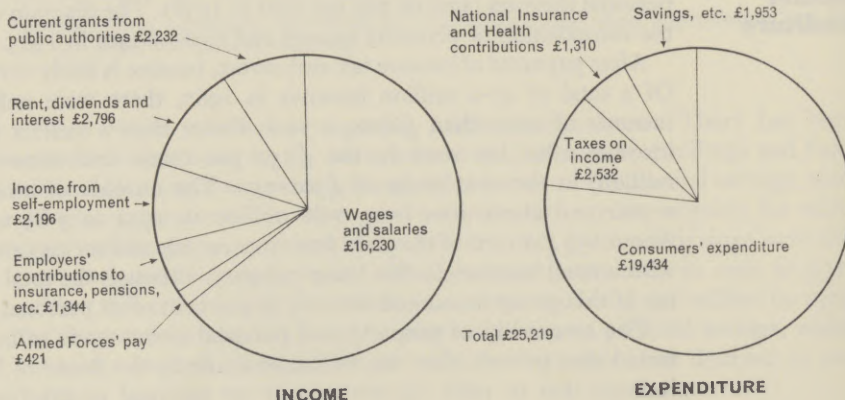 Current grants from
public authorities £2,232
Rent, dividends and
interest £2,796
Income from
self-employment
£2,196
Employers'
contributions to
insurance, pensions,
etc. £1,344
Armed Forces' pay
£421
Wages
and salaries
£16,230
INCOME
National Insurance
and Health
contributions £1,310
Savings, etc. £1,953
Taxes on
income
£2,532
Consumers' expenditure
£19,434
Total £25,219
EXPENDITURE